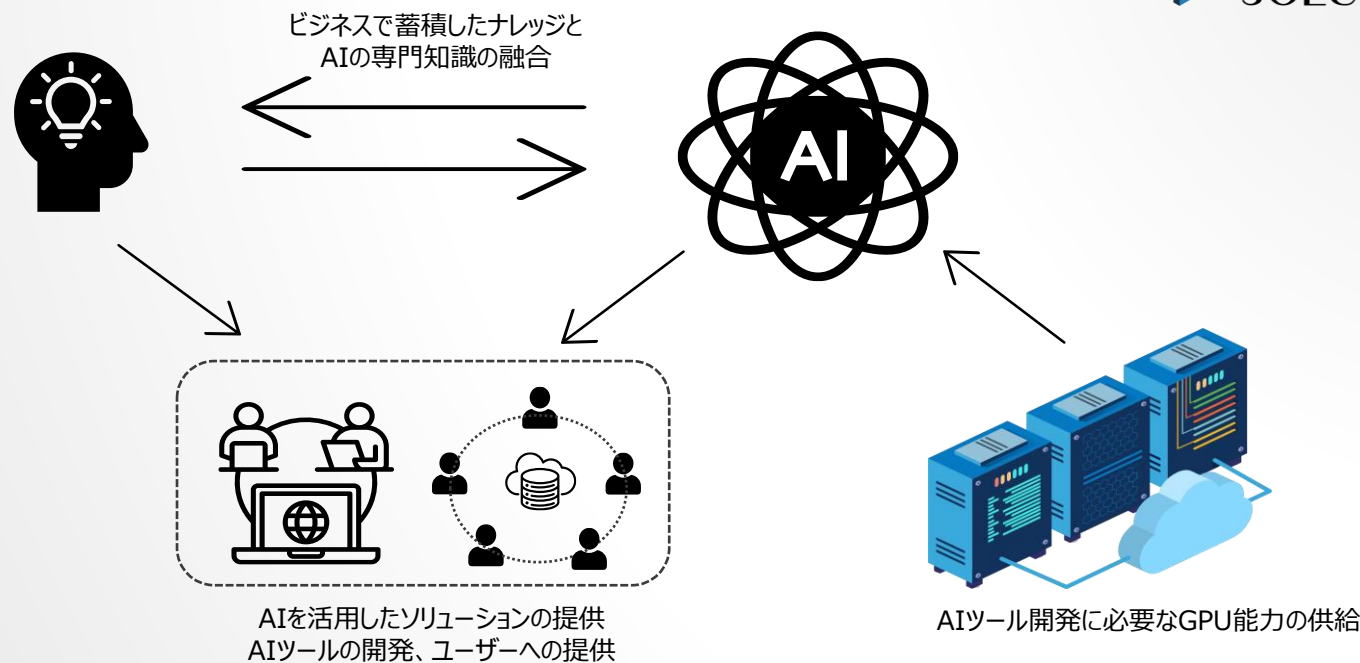 ビジネスで蓄積したナレッジと
AIの専門知識の融合
AI
AIを活用したソリューションの提供
AIツールの開発、ユーザーへの提供
AIツール開発に必要なGPU能力の供給